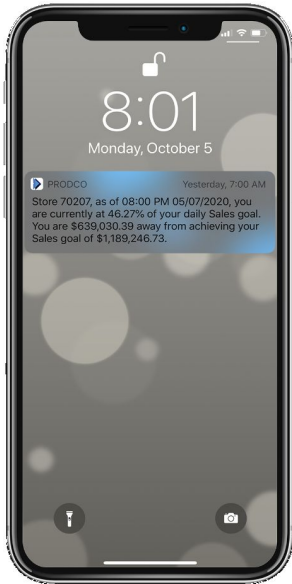 8:01
Monday, October 5
PRODCO Yesterday, 7:00 AM
Store 70207, as of 08:00 PM 05/07/2020, you
are currently at 46.27% of your daily Sales goal.
You are $639,030.39 away from achieving your
Sales goal of $1,189,246.73.